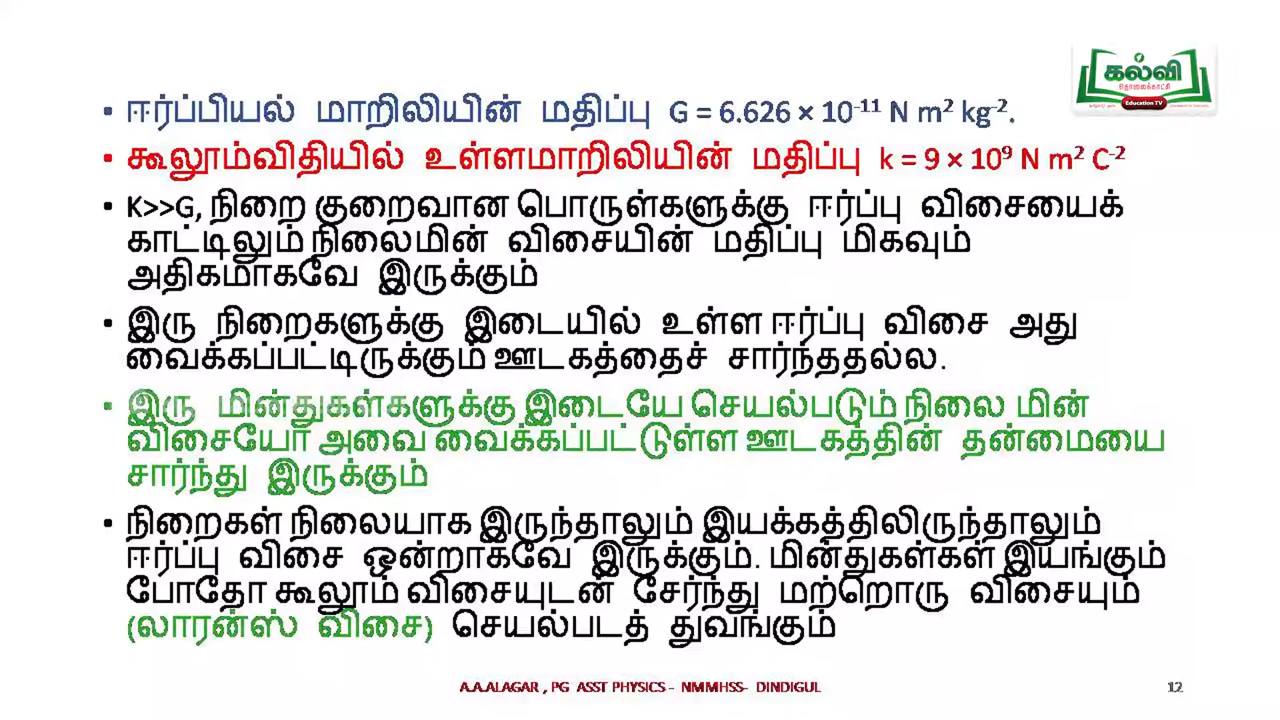 கல்வி
தொலைக்காட்சி
Education TV
• ஈர்ப்பியல் மாறிலியின் மதிப்பு G = 6.626 × 10⁻¹¹ N m² kg⁻².
• கூலூம்விதியில் உள்ளமாறிலியின் மதிப்பு k = 9 × 10⁹ N m² C⁻²
• K>>G, நிறை குறைவான பொருள்களுக்கு ஈர்ப்பு விசையைக்
காட்டிலும் நிலைமின் விசையின் மதிப்பு மிகவும்
அதிகமாகவே இருக்கும்
• இரு நிறைகளுக்கு இடையில் உள்ள ஈர்ப்பு விசை அது
வைக்கப்பட்டிருக்கும் ஊடகத்தைச் சார்ந்ததல்ல.
• இரு மின்துகள்களுக்கு இடையே செயல்படும் நிலை மின்
விசையோ அவை வைக்கப்பட்டுள்ள ஊடகத்தின் தன்மையை
சார்ந்து இருக்கும்
• நிறைகள் நிலையாக இருந்தாலும் இயக்கத்திலிருந்தாலும்
ஈர்ப்பு விசை ஒன்றாகவே இருக்கும். மின்துகள்கள் இயங்கும்
போதோ கூலூம் விசையுடன் சேர்ந்து மற்றொரு விசையும்
(லாரன்ஸ் விசை) செயல்படத் துவங்கும்
A.A.ALAGAR , PG ASST PHYSICS - NMMHSS- DINDIGUL
12